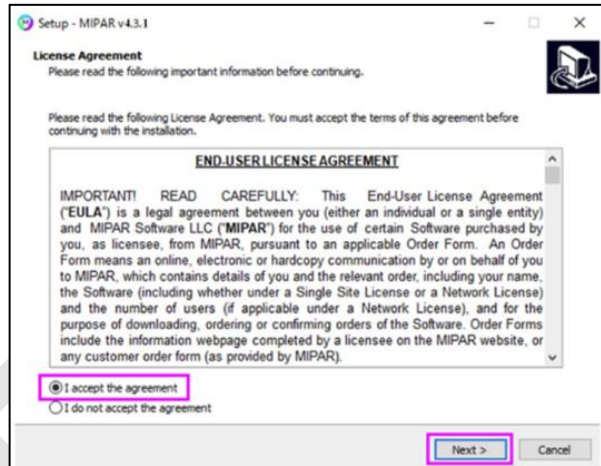 Setup - MIPAR v4.3.1
License Agreement
Please read the following important information before continuing.
Please read the following License Agreement. You must accept the terms of this agreement before
continuing with the installation.
END-USER LICENSE AGREEMENT
IMPORTANT! READ CAREFULLY: This End-User License Agreement
("EULA") is a legal agreement between you (either an individual or a single entity)
and MIPAR Software LLC ("MIPAR") for the use of certain Software purchased by
you, as licensee, from MIPAR, pursuant to an applicable Order Form. An Order
Form means an online, electronic or hardcopy communication by or on behalf of you
to MIPAR, which contains details of you and the relevant order, including your name,
the Software (including whether under a Single Site License or a Network License)
and the number of users (if applicable under a Network License), and for the
purpose of downloading, ordering or confirming orders of the Software. Order Forms
include the information webpage completed by a licensee on the MIPAR website, or
any customer order form (as provided by MIPAR).
I accept the agreement
I do not accept the agreement
Next >
Cancel